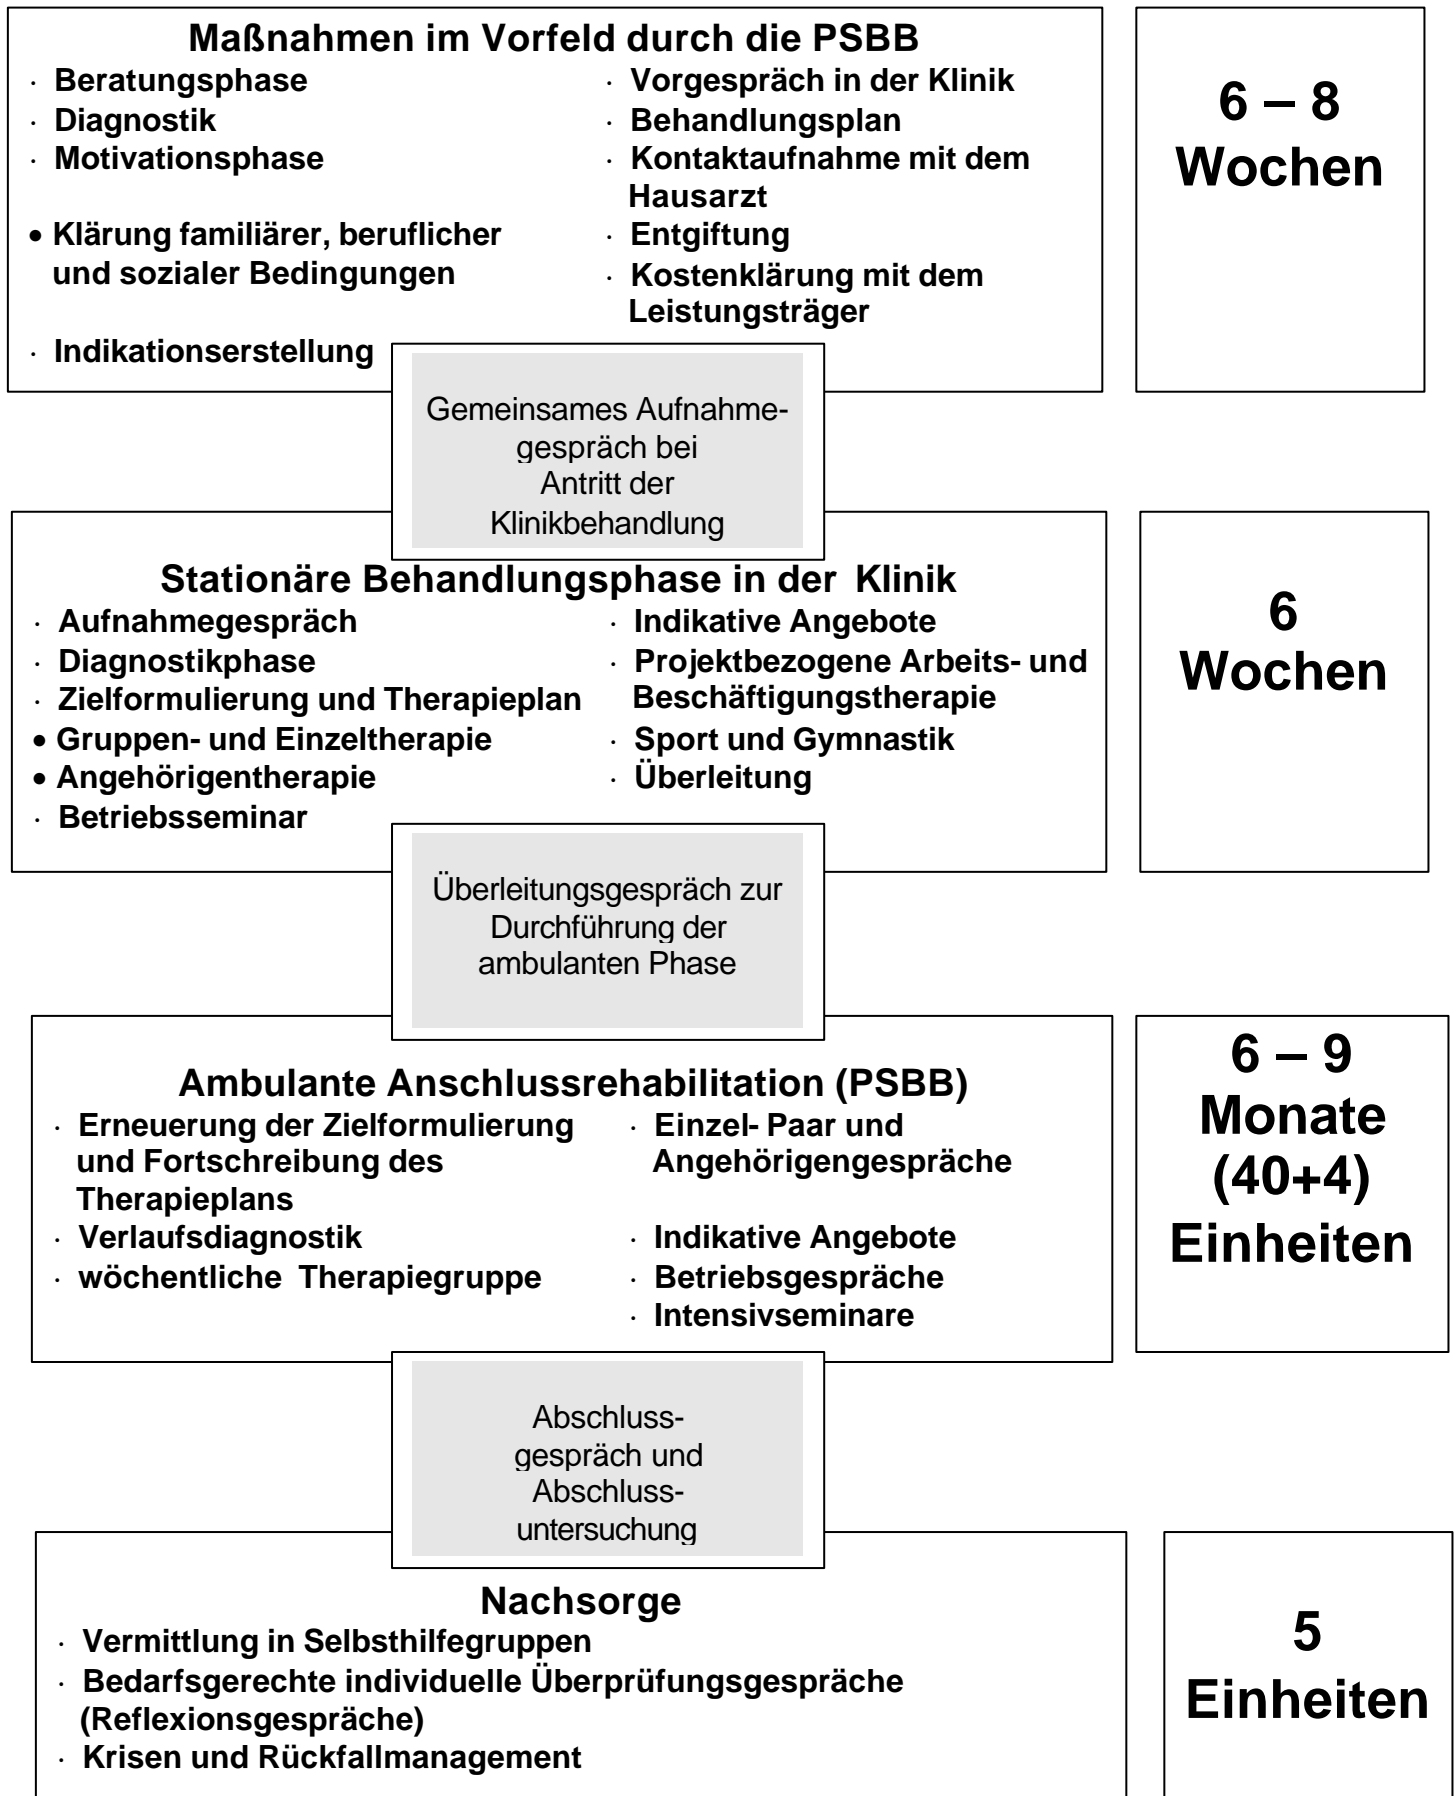 Maßnahmen im Vorfeld durch die PSBB
· Beratungsphase
· Diagnostik
· Motivationsphase
• Klärung familiärer, beruflicher
und sozialer Bedingungen
· Indikationserstellung
· Vorgespräch in der Klinik
· Behandlungsplan
· Kontaktaufnahme mit dem
Hausarzt
· Entgiftung
· Kostenklärung mit dem
Leistungsträger
6 – 8
Wochen
Gemeinsames Aufnahme-
gespräch bei
Antritt der
Klinikbehandlung
Stationäre Behandlungsphase in der Klinik
· Aufnahmegespräch
· Diagnostikphase
· Zielformulierung und Therapieplan
• Gruppen- und Einzeltherapie
• Angehörigentherapie
· Betriebsseminar
· Indikative Angebote
· Projektbezogene Arbeits- und
Beschäftigungstherapie
· Sport und Gymnastik
· Überleitung
6
Wochen
Überleitungsgespräch zur
Durchführung der
ambulanten Phase
Ambulante Anschlussrehabilitation (PSBB)
· Erneuerung der Zielformulierung
und Fortschreibung des
Therapieplans
· Verlaufsdiagnostik
· wöchentliche Therapiegruppe
· Einzel- Paar und
Angehörigengespräche
· Indikative Angebote
· Betriebsgespräche
· Intensivseminare
6 – 9
Monate
(40+4)
Einheiten
Abschluss-
gespräch und
Abschluss-
untersuchung
Nachsorge
· Vermittlung in Selbsthilfegruppen
· Bedarfsgerechte individuelle Überprüfungsgespräche
(Reflexionsgespräche)
· Krisen und Rückfallmanagement
5
Einheiten